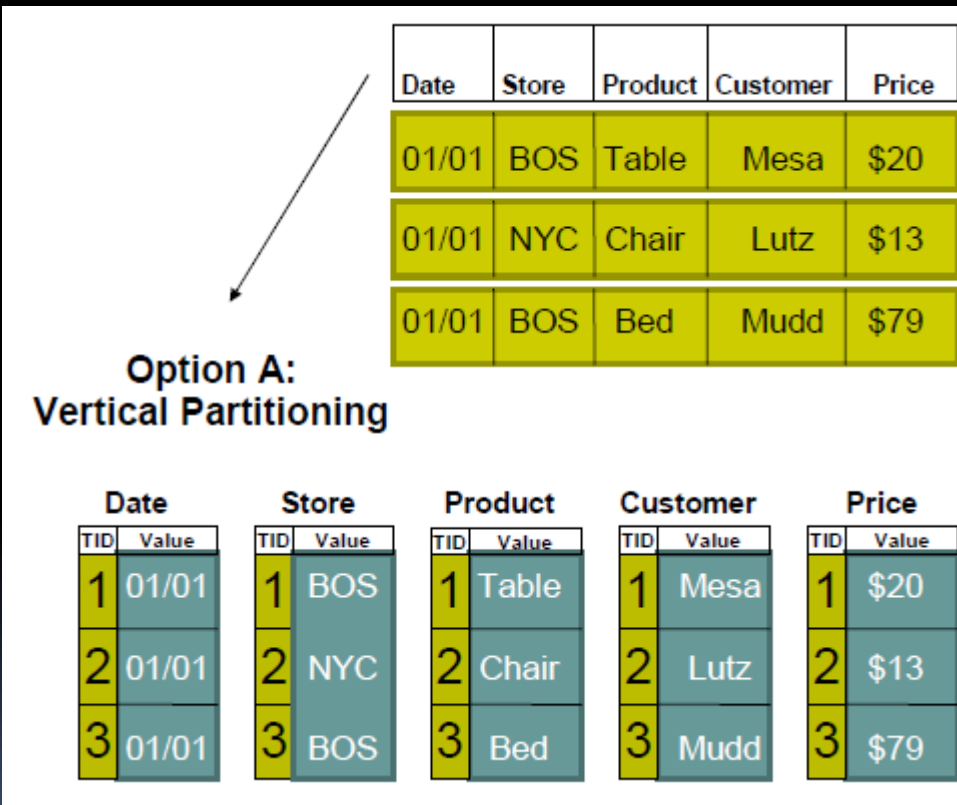 Date Store Product Customer Price
01/01 BOS Table Mesa $20
01/01 NYC Chair Lutz $13
01/01 BOS Bed Mudd $79
Option A:
Vertical Partitioning
Date Store Product Customer Price
TID Value TID Value TID Value TID Value TID Value
1 01/01 1 BOS 1 Table 1 Mesa 1 $20
2 01/01 2 NYC 2 Chair 2 Lutz 2 $13
3 01/01 3 BOS 3 Bed 3 Mudd 3 $79